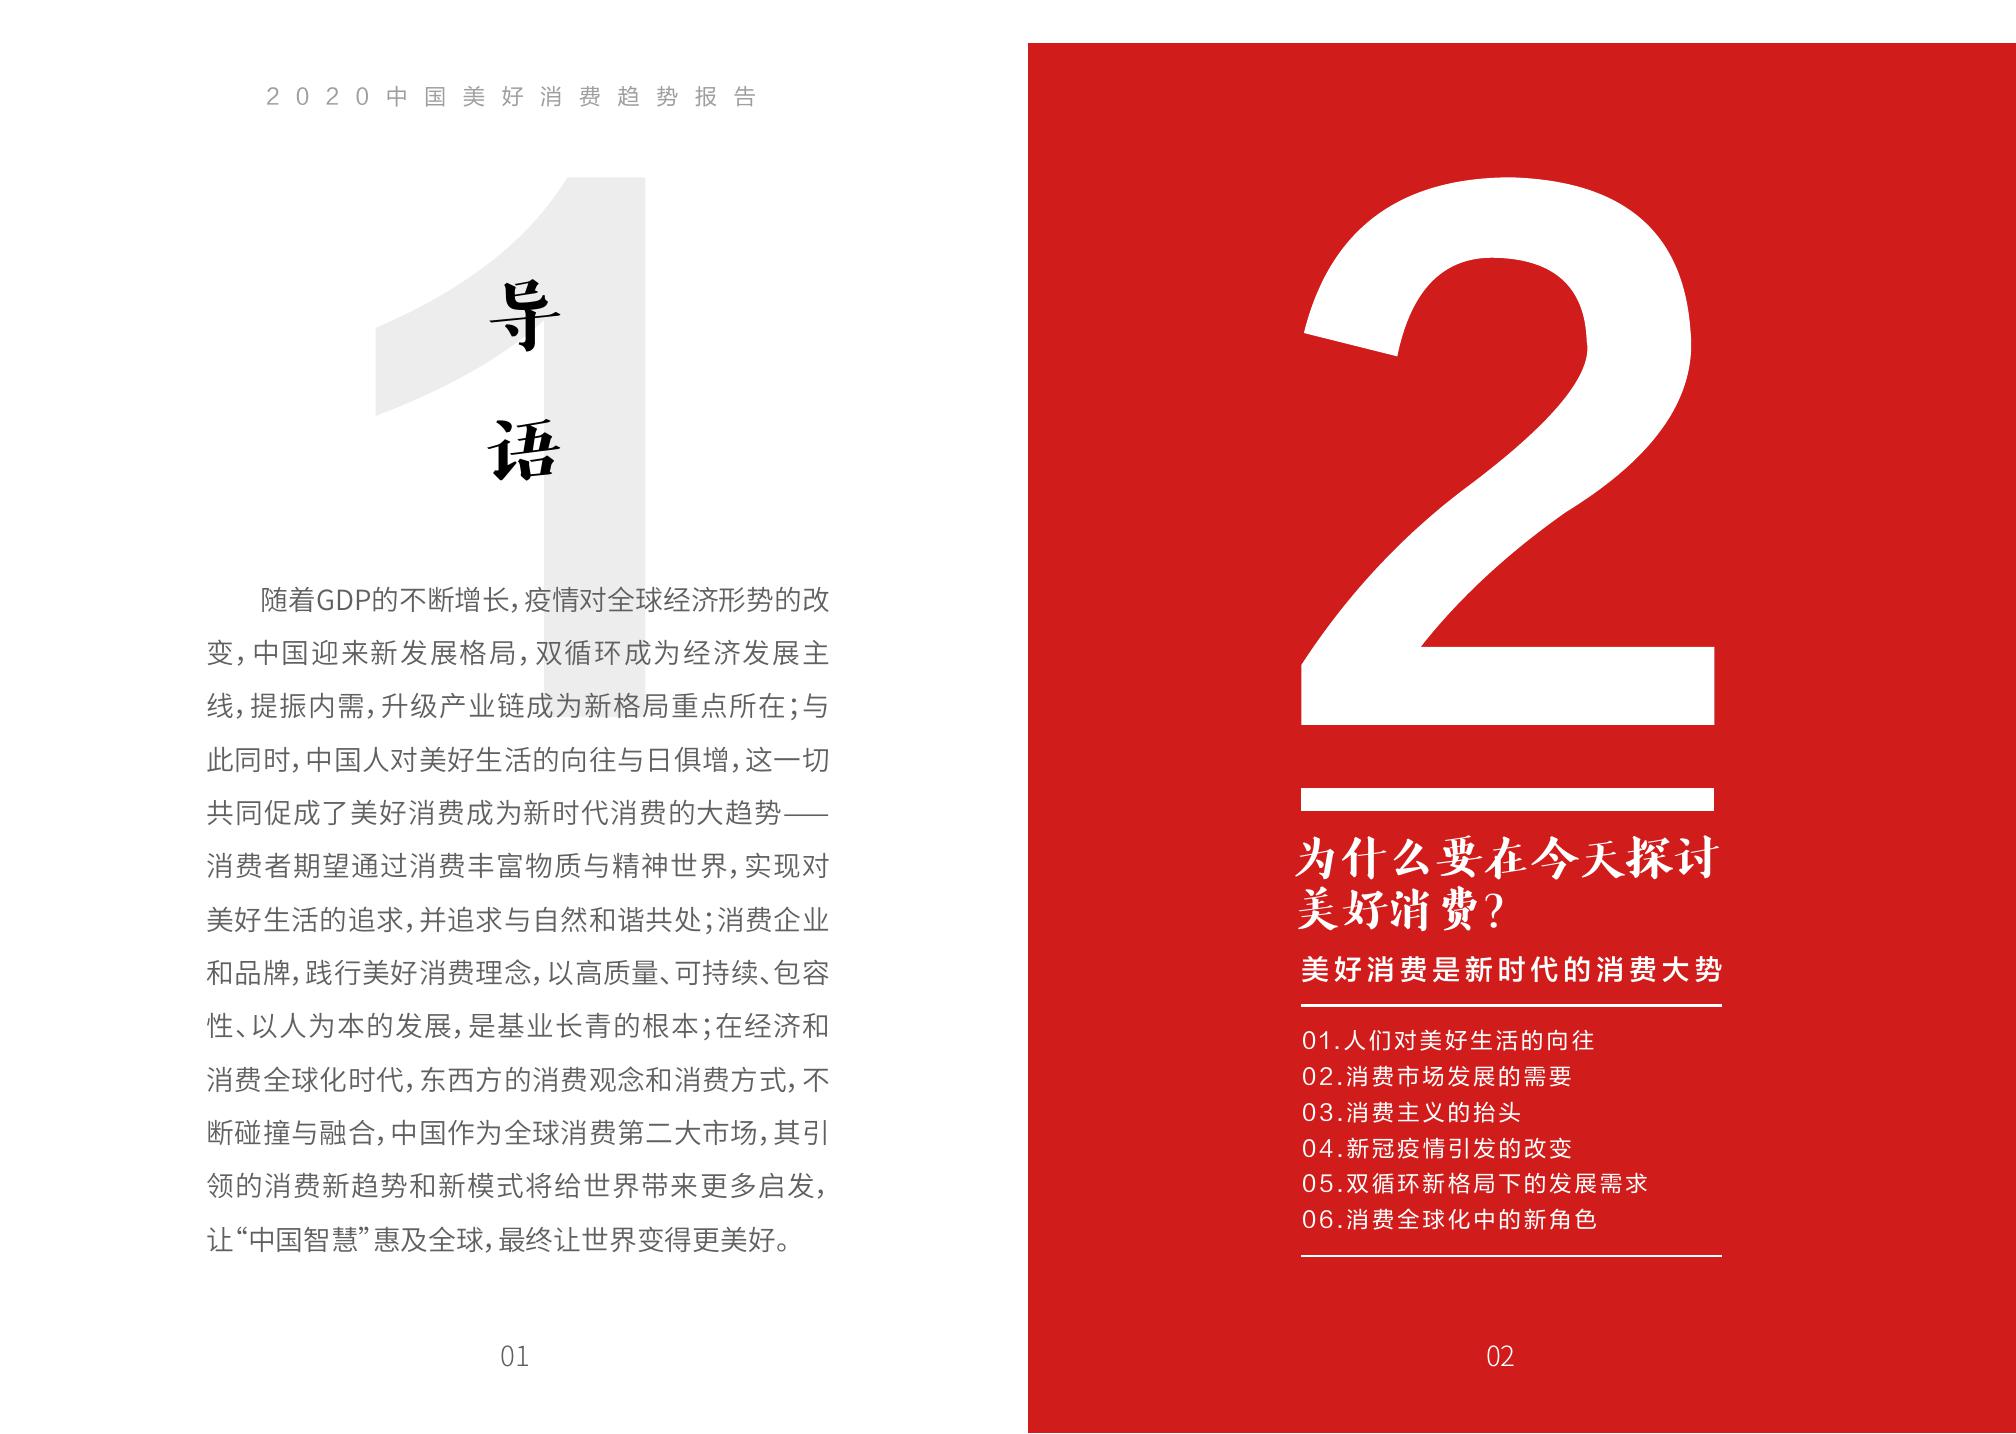 2020中国美好消费趋势报告
1
导
语
随着GDP的不断增长，疫情对全球经济形势的改
变，中国迎来新发展格局，双循环成为经济发展主
线，提振内需，升级产业链成为新格局重点所在；与
此同时，中国人对美好生活的向往与日俱增，这一切
共同促成了美好消费成为新时代消费的大趋势——
消费者期望通过消费丰富物质与精神世界，实现对
美好生活的追求，并追求与自然和谐共处；消费企业
和品牌，践行美好消费理念，以高质量、可持续、包容
性、以人为本的发展，是基业长青的根本；在经济和
消费全球化时代，东西方的消费观念和消费方式，不
断碰撞与融合，中国作为全球消费第二大市场，其引
领的消费新趋势和新模式将给世界带来更多启发，
让“中国智慧”惠及全球，最终让世界变得更美好。
01
2
为什么要在今天探讨
美好消费？
美好消费是新时代的消费大势
01.人们对美好生活的向往
02.消费市场发展的需要
03.消费主义的抬头
04.新冠疫情引发的改变
05.双循环新格局下的发展需求
06.消费全球化中的新角色
02